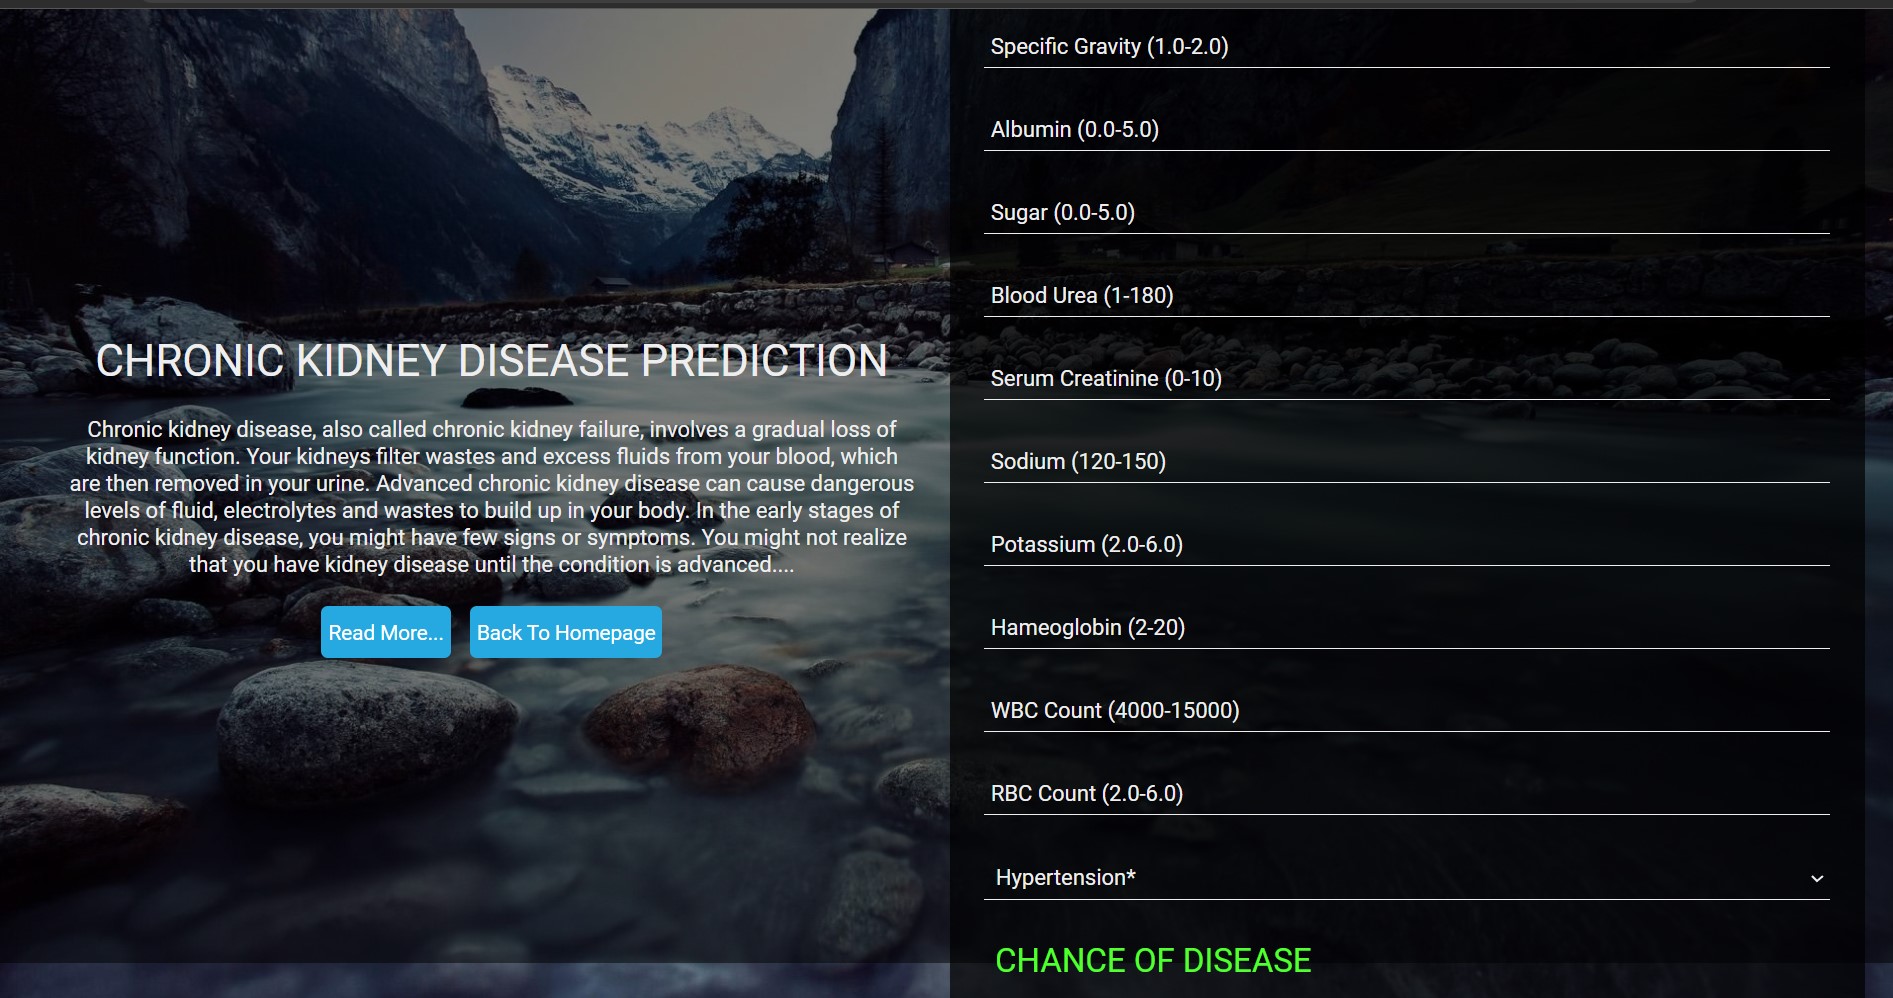 CHRONIC KIDNEY DISEASE PREDICTION
Chronic kidney disease, also called chronic kidney failure, involves a gradual loss of
kidney function. Your kidneys filter wastes and excess fluids from your blood, which
are then removed in your urine. Advanced chronic kidney disease can cause dangerous
levels of fluid, electrolytes and wastes to build up in your body. In the early stages of
chronic kidney disease, you might have few signs or symptoms. You might not realize
that you have kidney disease until the condition is advanced....
Read More...
Back To Homepage
Specific Gravity (1.0-2.0)
Albumin (0.0-5.0)
Sugar (0.0-5.0)
Blood Urea (1-180)
Serum Creatinine (0-10)
Sodium (120-150)
Potassium (2.0-6.0)
Hameoglobin (2-20)
WBC Count (4000-15000)
RBC Count (2.0-6.0)
Hypertension*
CHANCE OF DISEASE